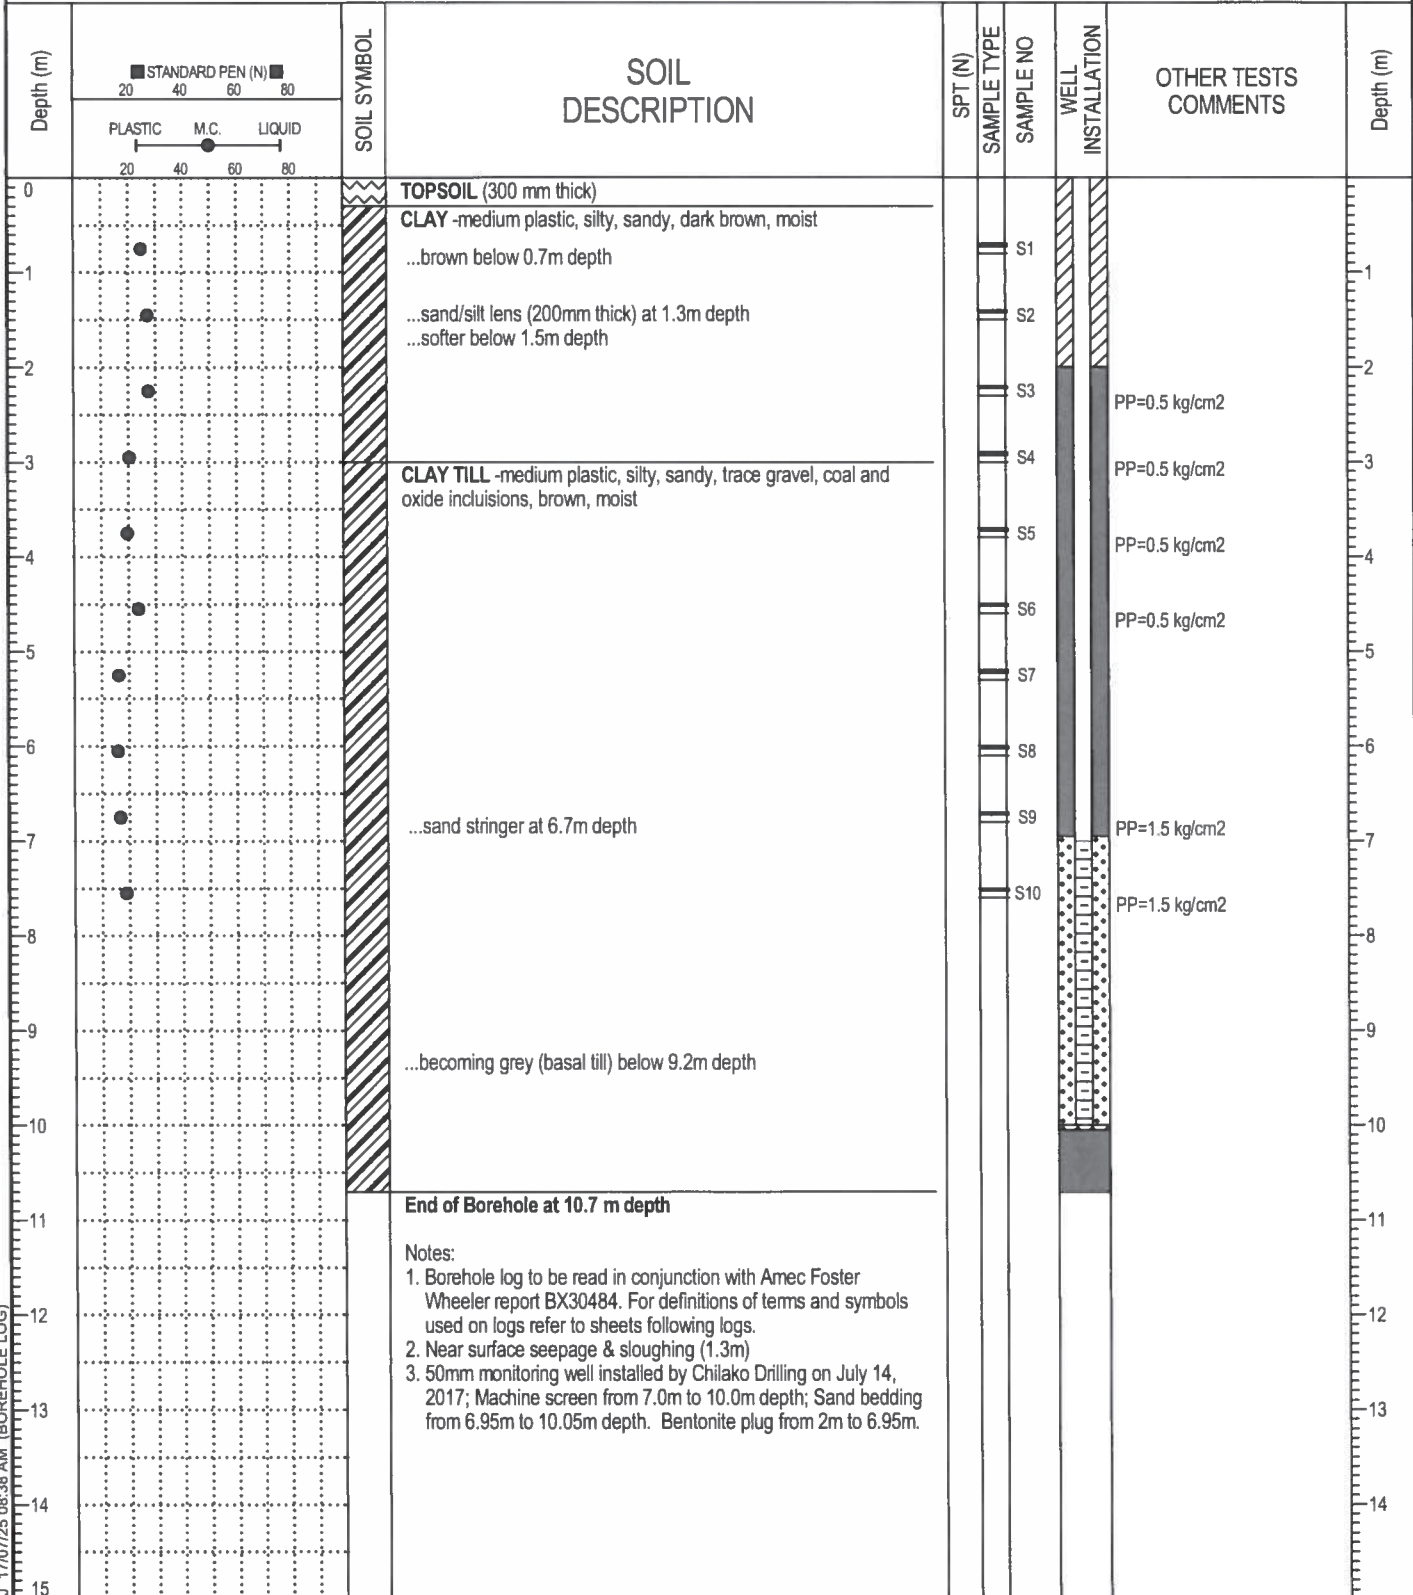 Depth (m)
STANDARD PEN (N)
20 40 60 80
PLASTIC M.C. LIQUID
20 40 60 80
SOIL SYMBOL
SOIL
DESCRIPTION
SPT (N)
SAMPLE TYPE
SAMPLE NO
WELL
INSTALLATION
OTHER TESTS
COMMENTS
Depth (m)
0
TOPSOIL (300 mm thick)
CLAY -medium plastic, silty, sandy, dark brown, moist
S1
...brown below 0.7m depth
1 1
...sand/silt lens (200mm thick) at 1.3m depth
S2
...softer below 1.5m depth
2 2
S3
PP=0.5 kg/cm2
S4
3 3
PP=0.5 kg/cm2
CLAY TILL -medium plastic, silty, sandy, trace gravel, coal and
oxide incluisions, brown, moist
S5
PP=0.5 kg/cm2
4 4
S6
PP=0.5 kg/cm2
5 5
S7
6 6
S8
S9
...sand stringer at 6.7m depth
PP=1.5 kg/cm2
7 7
S10
PP=1.5 kg/cm2
8 8
9 9
...becoming grey (basal till) below 9.2m depth
10 10
End of Borehole at 10.7 m depth
11 11
Notes:
1. Borehole log to be read in conjunction with Amec Foster
Wheeler report BX30484. For definitions of terms and symbols
used on logs refer to sheets following logs.
12 12
2. Near surface seepage & sloughing (1.3m)
3. 50mm monitoring well installed by Chilako Drilling on July 14,
2017; Machine screen from 7.0m to 10.0m depth; Sand bedding
from 6.95m to 10.05m depth. Bentonite plug from 2m to 6.95m.
13 13
14 14
15
17/07/25 08:38 AM (BOREHOLE LOG)